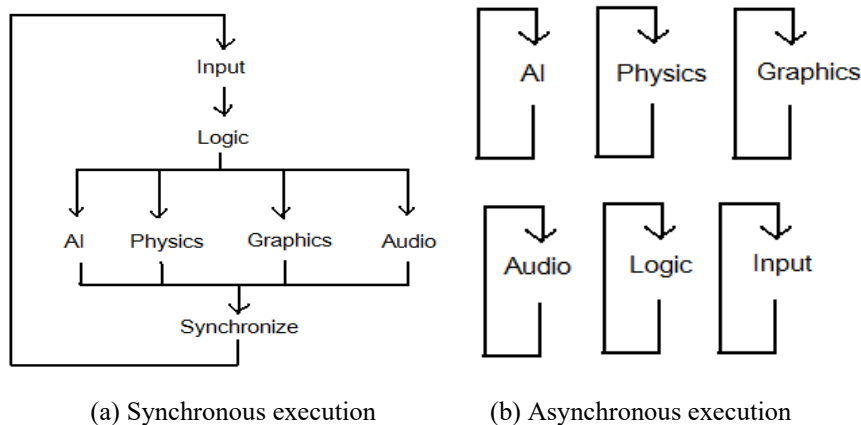 Input
Logic
AI Physics Graphics Audio
Synchronize
AI Physics Graphics
Audio Logic Input
(a) Synchronous execution
(b) Asynchronous execution